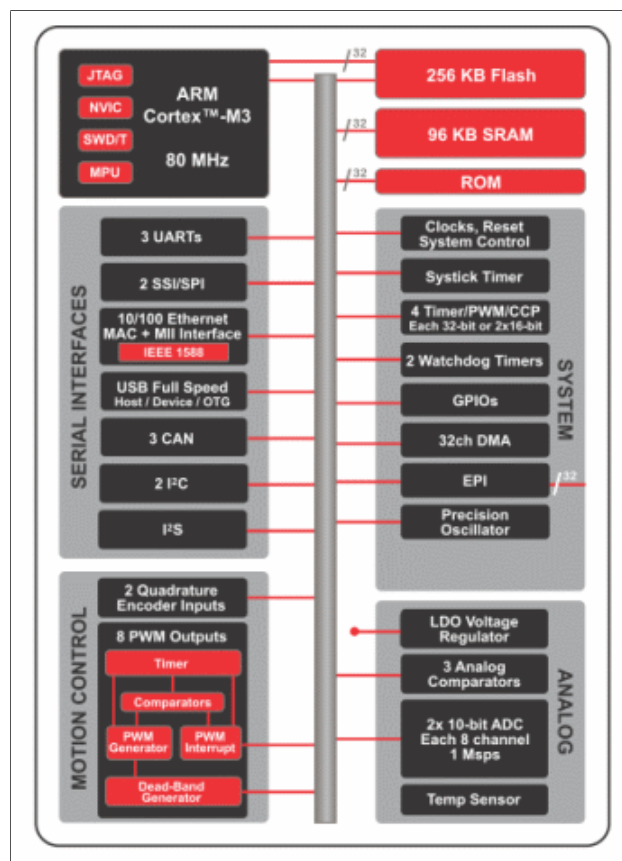 JTAG
NVIC
SWD/T
MPU
ARM
Cortex™-M3
80 MHz
32
256 KB Flash
32
96 KB SRAM
32
ROM
SERIAL INTERFACES
3 UARTs
2 SSI/SPI
10/100 Ethernet
MAC + MII Interface
IEEE 1588
USB Full Speed
Host / Device / OTG
3 CAN
2 I²C
I²S
SYSTEM
Clocks, Reset
System Control
Systick Timer
4 Timer/PWM/CCP
Each 32-bit or 2x16-bit
2 Watchdog Timers
GPIOs
32ch DMA
EPI
32
Precision
Oscillator
MOTION CONTROL
2 Quadrature
Encoder Inputs
8 PWM Outputs
Timer
Comparators
PWM
Generator
PWM
Interrupt
Dead-Band
Generator
ANALOG
LDO Voltage
Regulator
3 Analog
Comparators
2x 10-bit ADC
Each 8 channel
1 Msps
Temp Sensor